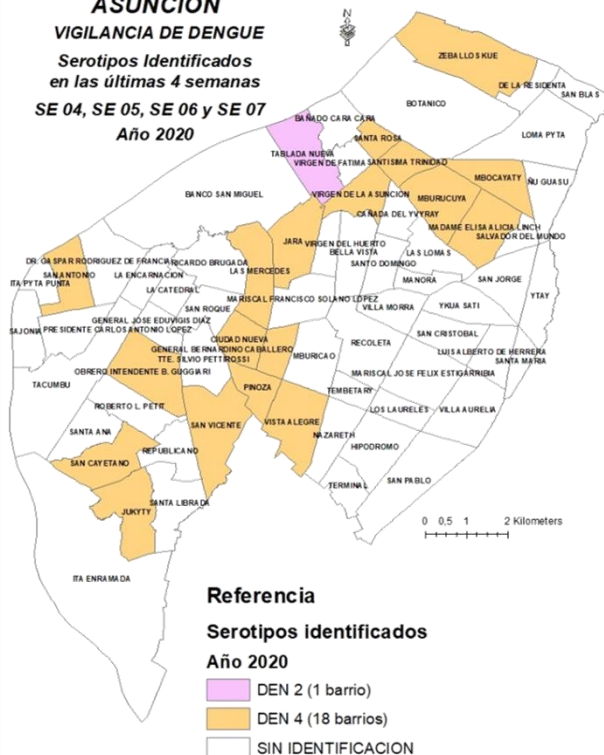 ASUNCION
VIGILANCIA DE DENGUE
Serotipos Identificados
en las últimas 4 semanas
SE 04, SE 05, SE 06 y SE 07
Año 2020
N
ZEBALLOS KUE
DE LA RESIDENTA
SAN BLAS
BOTANICO
BAÑADO CARA CARA
LOMA PYTA
SANTA ROSA
TABLADA NUEVA
VIRGEN DE FATIMA
SANTISIMA TRINIDAD
MBOCAYATY
ÑU GUASU
BANCO SAN MIGUEL
VIRGEN DE LA ASUNCION
MBURUCUYA
CAÑADA DEL YVYRAY
MADAME ELISA ALICIA LINCH
SALVADOR DEL MUNDO
JARA
VIRGEN DEL HUERTO
BELLA VISTA
LAS LOMAS
SANTO DOMINGO
DR. GASPAR RODRIGUEZ DE FRANCIA
RICARDO BRUGADA
LAS MERCEDES
SAN ANTONIO
LA ENCARNACION
ITA PYTA PUNTA
MANORA
SAN JORGE
LA CATEDRAL
YTAY
MARISCAL FRANCISCO SOLANO LOPEZ
SAN ROQUE
VILLA MORRA
YKUA SATI
GENERAL JOSE EDUVIGIS DIAZ
SAJONIA
PRESIDENTE CARLOS ANTONIO LOPEZ
SAN CRISTOBAL
CIUDAD NUEVA
RECOLETA
GENERAL BERNARDINO CABALLERO
LUIS ALBERTO DE HERRERA
TTE. SILVIO PETTIROSSI
MBURICAO
SANTA MARIA
OBRERO INTENDENTE B. GUGGIARI
MARISCAL JOSE FELIX ESTIGARRIBIA
TACUMBU
PINOZA
TEMBETARY
ROBERTO L. PETIT
LOS LAURELES
VILLA AURELIA
SAN VICENTE
VISTA ALEGRE
SANTA ANA
NAZARETH
HIPODROMO
REPUBLICANO
SAN CAYETANO
SAN PABLO
TERMINAL
SANTA LIBRADA
JUKYTY
0 0,5 1 2 Kilometers
ITA ENRAMADA
Referencia
Serotipos identificados
Año 2020
DEN 2 (1 barrio)
DEN 4 (18 barrios)
SIN IDENTIFICACION